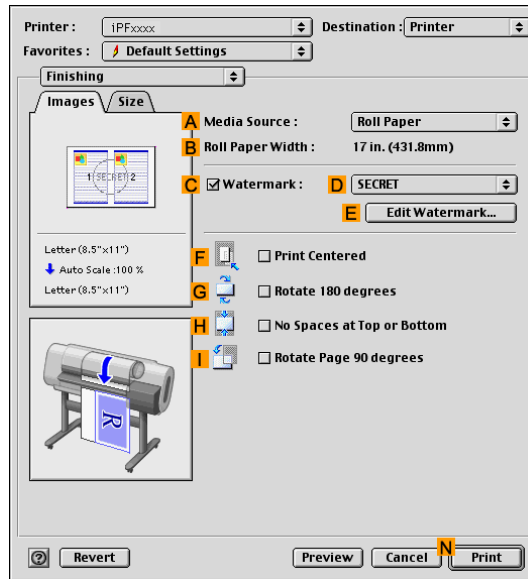 Printer : iPFxxxx Destination : Printer
Favorites : Default Settings
Finishing
Images Size
A Media Source : Roll Paper
B Roll Paper Width : 17 in. (431.8mm)
C Watermark : D SECRET
E Edit Watermark...
1 SECRET 2
Letter (8.5"x11")
Auto Scale :100 %
Letter (8.5"x11")
F Print Centered
G Rotate 180 degrees
H No Spaces at Top or Bottom
I Rotate Page 90 degrees
R
? Revert Preview Cancel N Print